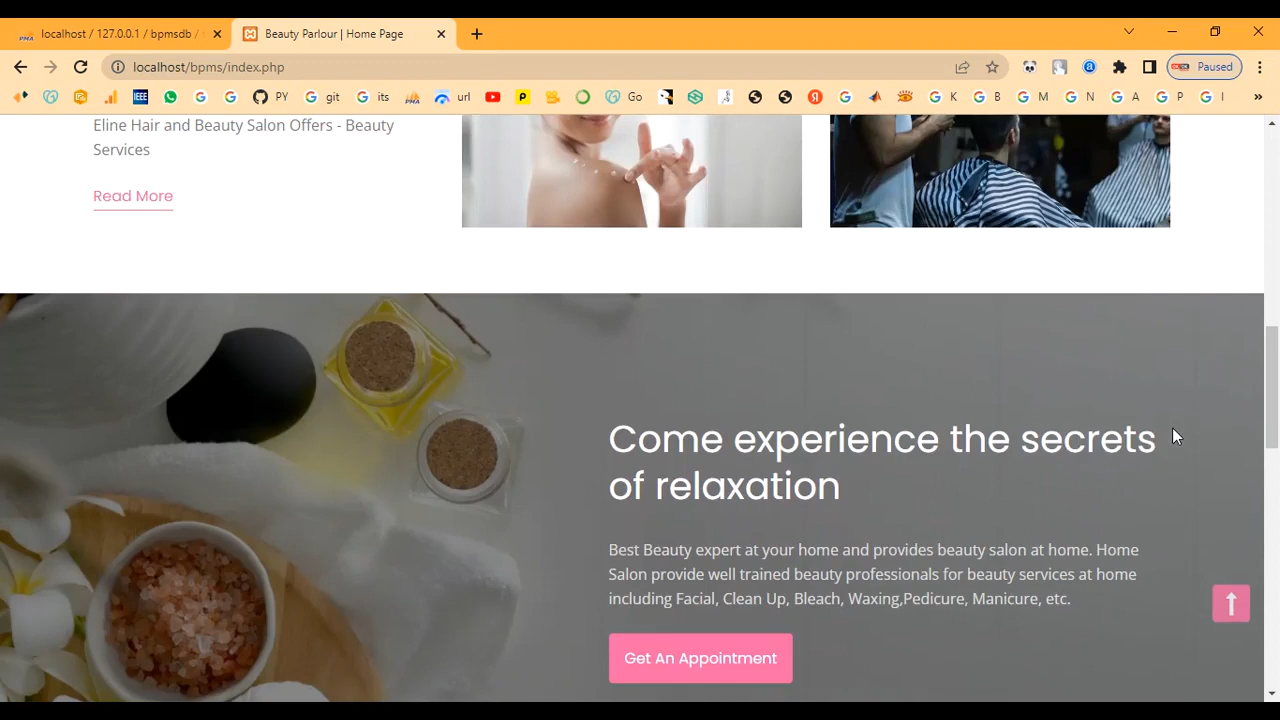 localhost / 127.0.0.1 / bpmsdb /
Beauty Parlour | Home Page
localhost/bpms/index.php
Paused
IEEE
PY
git
its
PMA
url
Go
K
B
M
N
A
P
I
Eline Hair and Beauty Salon Offers - Beauty
Services
Read More
Come experience the secrets
of relaxation
Best Beauty expert at your home and provides beauty salon at home. Home
Salon provide well trained beauty professionals for beauty services at home
including Facial, Clean Up, Bleach, Waxing,Pedicure, Manicure, etc.
Get An Appointment